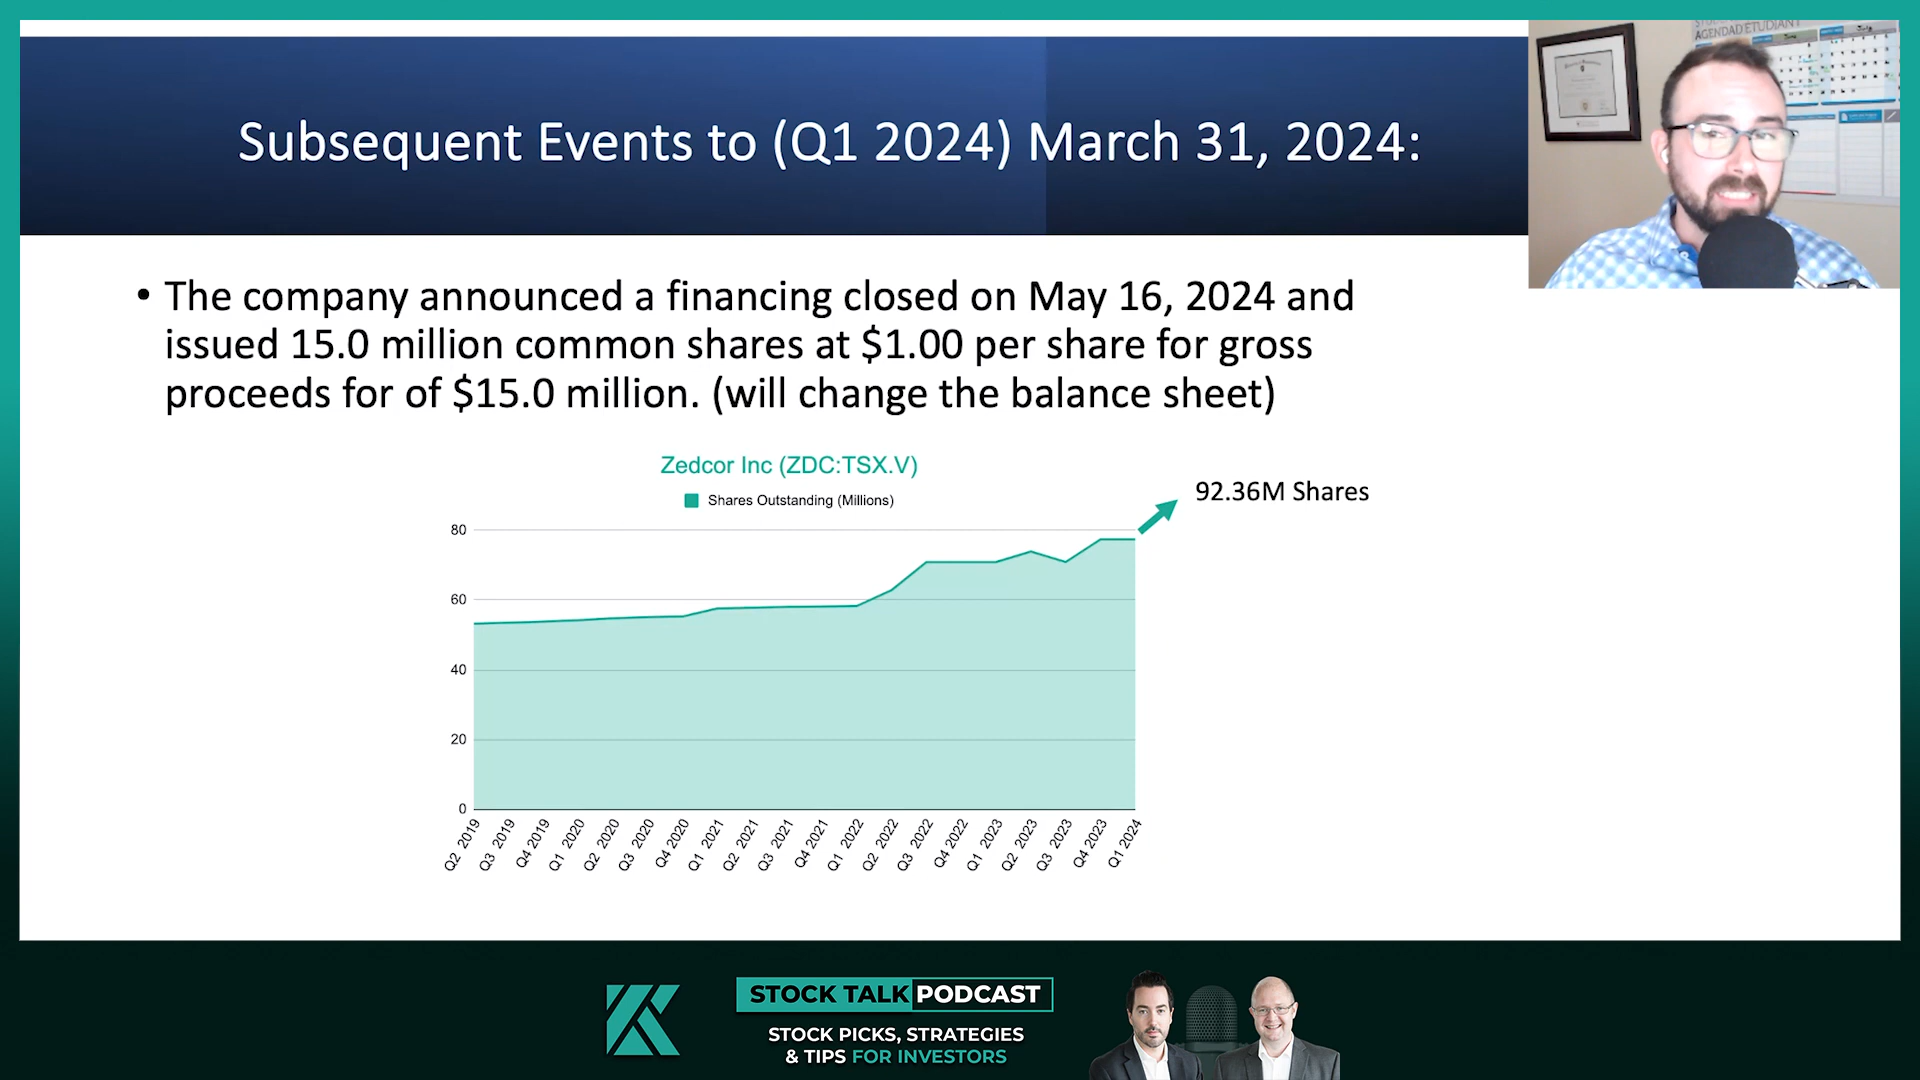 Subsequent Events to (Q1 2024) March 31, 2024:
AGENDAD'ETUDIANT
• The company announced a financing closed on May 16, 2024 and
issued 15.0 million common shares at $1.00 per share for gross
proceeds for of $15.0 million. (will change the balance sheet)
Zedcor Inc (ZDC:TSX.V)
Shares Outstanding (Millions)
92.36M Shares
80
60
40
20
0
Q2 2019
Q3 2019
Q4 2019
Q1 2020
Q2 2020
Q3 2020
Q4 2020
Q1 2021
Q2 2021
Q3 2021
Q4 2021
Q1 2022
Q2 2022
Q3 2022
Q4 2022
Q1 2023
Q2 2023
Q3 2023
Q4 2023
Q1 2024
STOCK TALK PODCAST
STOCK PICKS, STRATEGIES
& TIPS FOR INVESTORS